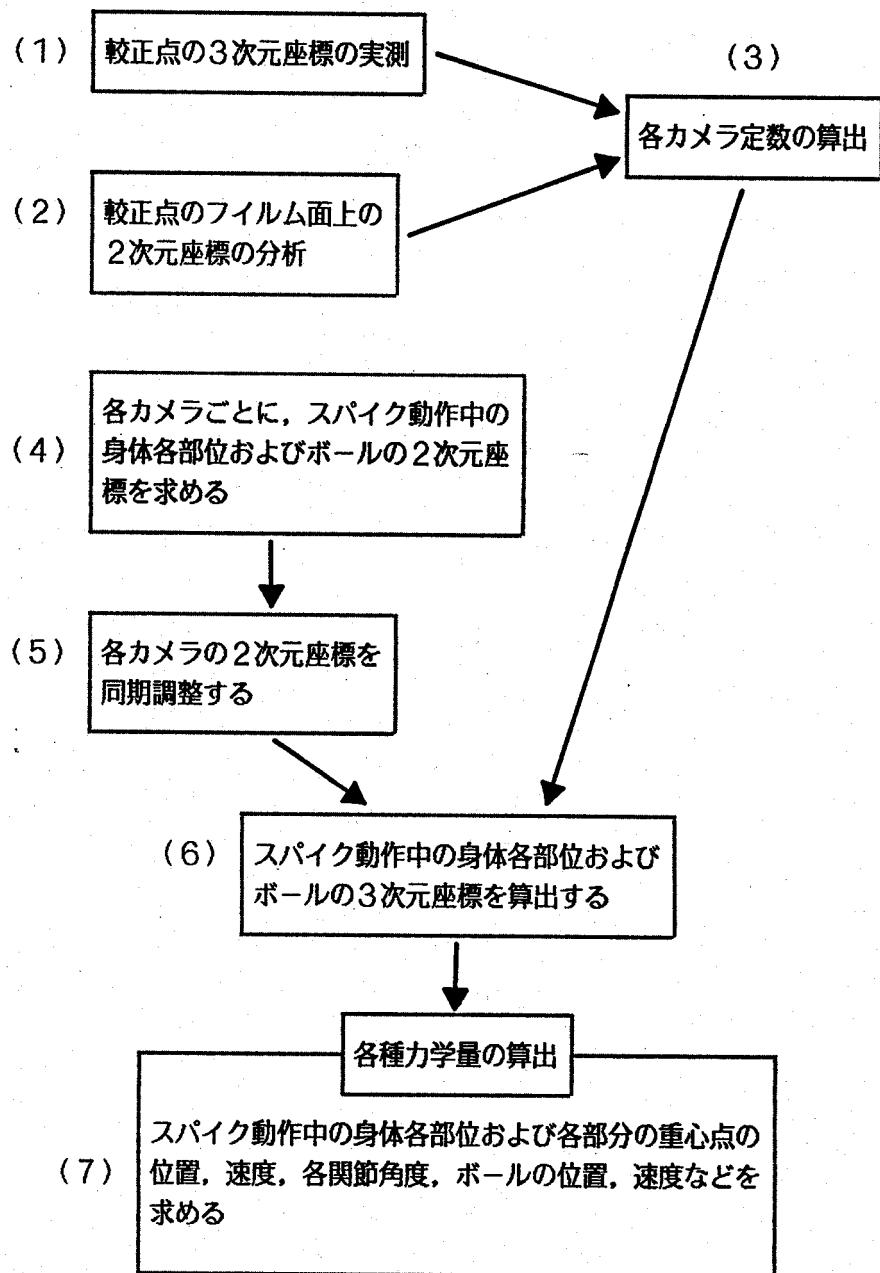 (1) 較正点の3次元座標の実測
(3)
各カメラ定数の算出
(2) 較正点のフイルム面上の
2次元座標の分析
各カメラごとに，スパイク動作中の
(4) 身体各部位およびボールの2次元座
標を求める
(5) 各カメラの2次元座標を
同期調整する
(6) スパイク動作中の身体各部位および
ボールの3次元座標を算出する
各種力学量の算出
スパイク動作中の身体各部位および各部分の重心点の
(7) 位置，速度，各関節角度，ボールの位置，速度などを
求める